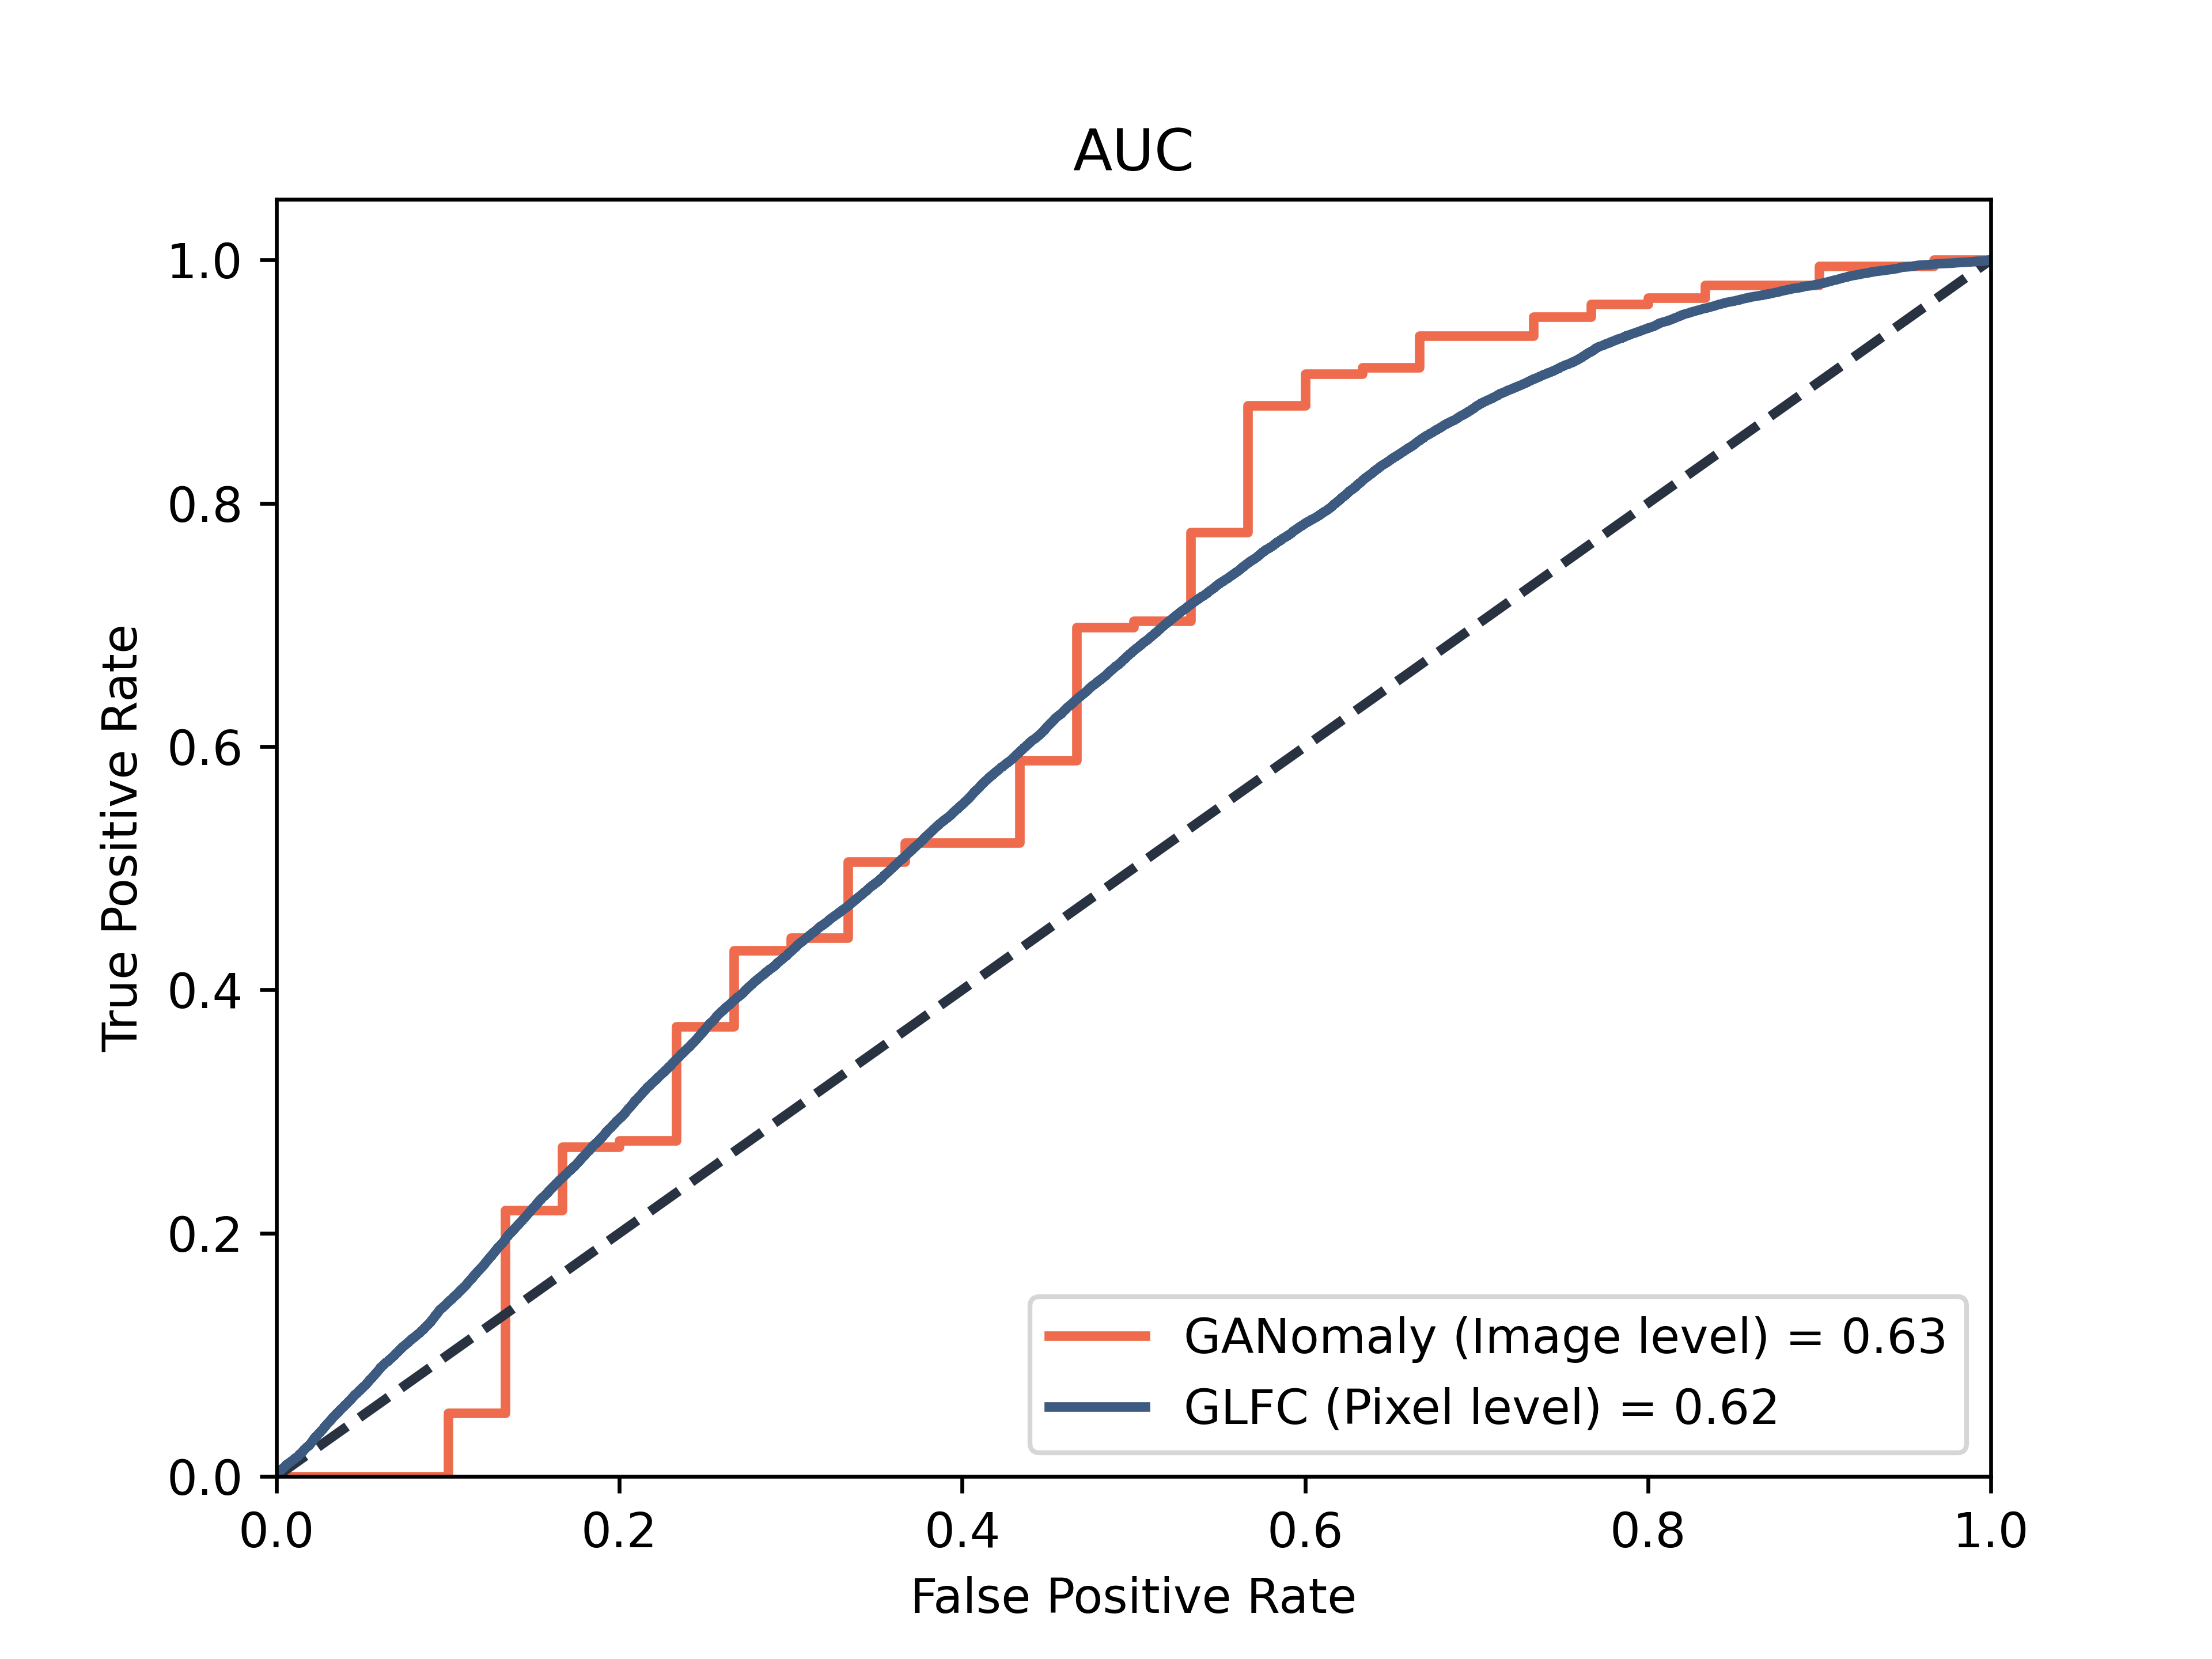 AUC
1.0
0.8
0.6
0.4
0.2
0.0
True Positive Rate
0.0 0.2 0.4 0.6 0.8 1.0
False Positive Rate
GANomaly (Image level) = 0.63
GLFC (Pixel level) = 0.62